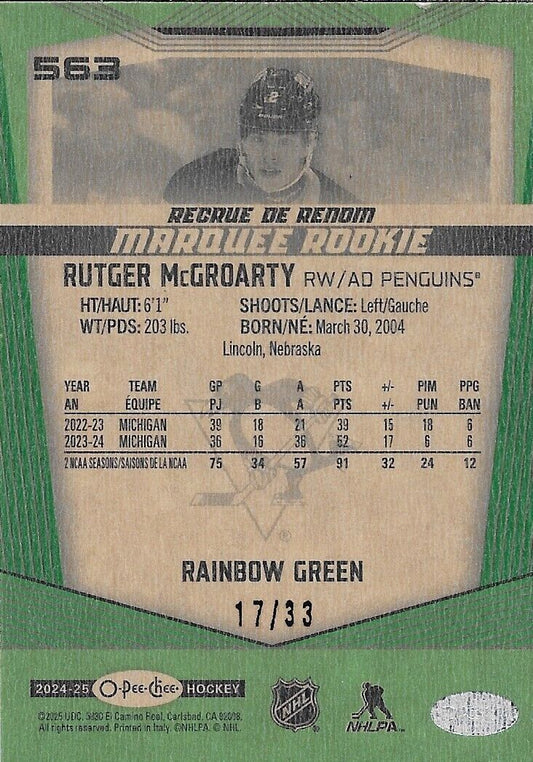 563
RECRUE DE RENOM
MARQUEE ROOKIE
RUTGER McGROARTY RW/AD PENGUINS®
HT/HAUT: 6'1" SHOOTS/LANCE: Left/Gauche
WT/PDS: 203 lbs. BORN/NÉ: March 30, 2004
Lincoln, Nebraska
YEAR TEAM GP G A PTS +/- PIM PPG
AN ÉQUIPE PJ B A PTS +/- PUN BAN
2022-23 MICHIGAN 39 18 21 39 15 18 6
2023-24 MICHIGAN 36 16 36 52 17 6 6
2 NCAA SEASONS/SAISONS DE LA NCAA 75 34 57 91 32 24 12
RAINBOW GREEN
17/33
2024-25 O-Pee-Chee HOCKEY
©2025 UDC. 5830 El Camino Real, Carlsbad, CA 92008.
All rights reserved. Printed in Italy. ©NHLPA. © NHL.
NHL
NHLPA